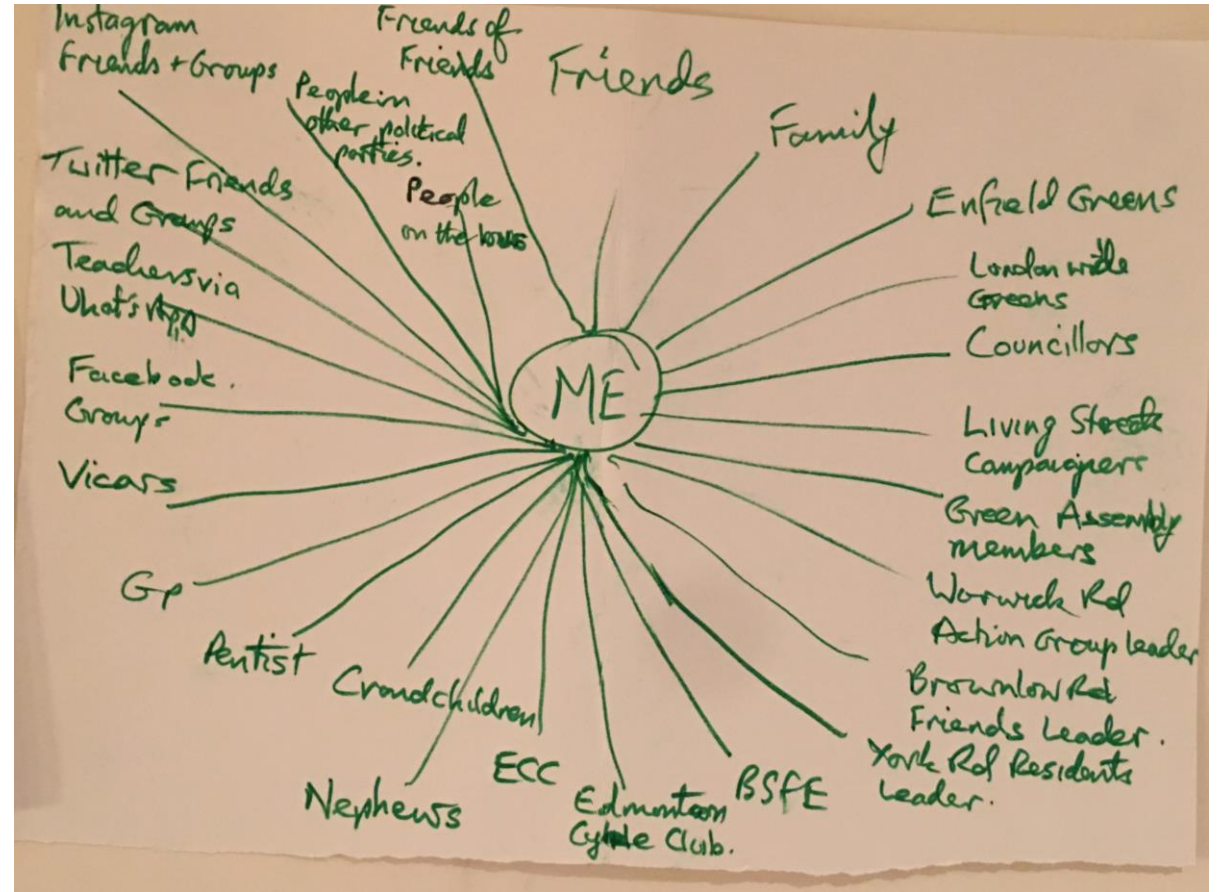 Instagram
Friends + Groups
Friends of
Friends
Friends
Family
People in
other political
parties.
People
on the
Twitter Friends
and Groups
Teachers via
What's App
Facebook.
Groups
Vicars
Gp
Dentist
Grandchildren
Nephews
ECC
Edmonton
Cycle Club.
BSFE
York Rd Residents
Leader.
Brownlow Rd
Friends Leader.
Warwick Rd
Action Group Leader
Green Assembly
Members
Living Streets
Campaigners
Councillors
London wide
Greens
Enfield Greens
ME